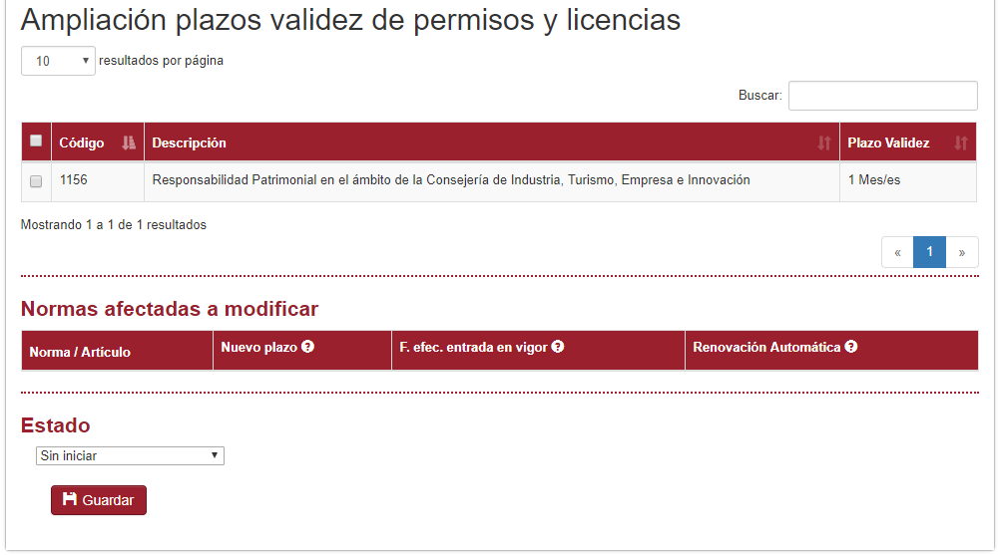 Ampliación plazos validez de permisos y licencias
10 resultados por página
Buscar:
Código Descripción Plazo Validez
1156 Responsabilidad Patrimonial en el ámbito de la Consejería de Industria, Turismo, Empresa e Innovación 1 Mes/es
Mostrando 1 a 1 de 1 resultados
« 1 »
Normas afectadas a modificar
Norma / Artículo Nuevo plazo ? F. efec. entrada en vigor ? Renovación Automática ?
Estado
Sin iniciar
Guardar